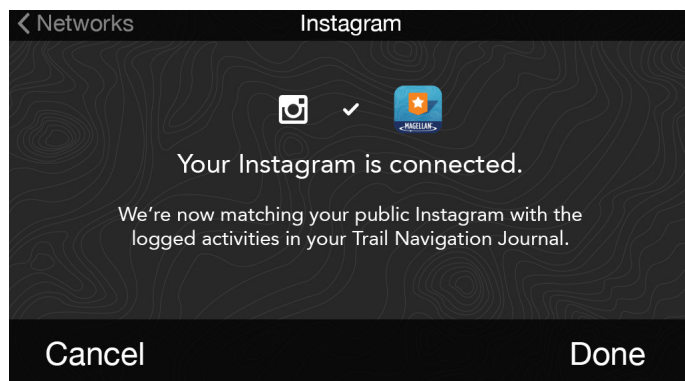 Networks
Instagram
MAGELLAN
Your Instagram is connected.
We're now matching your public Instagram with the
logged activities in your Trail Navigation Journal.
Cancel
Done